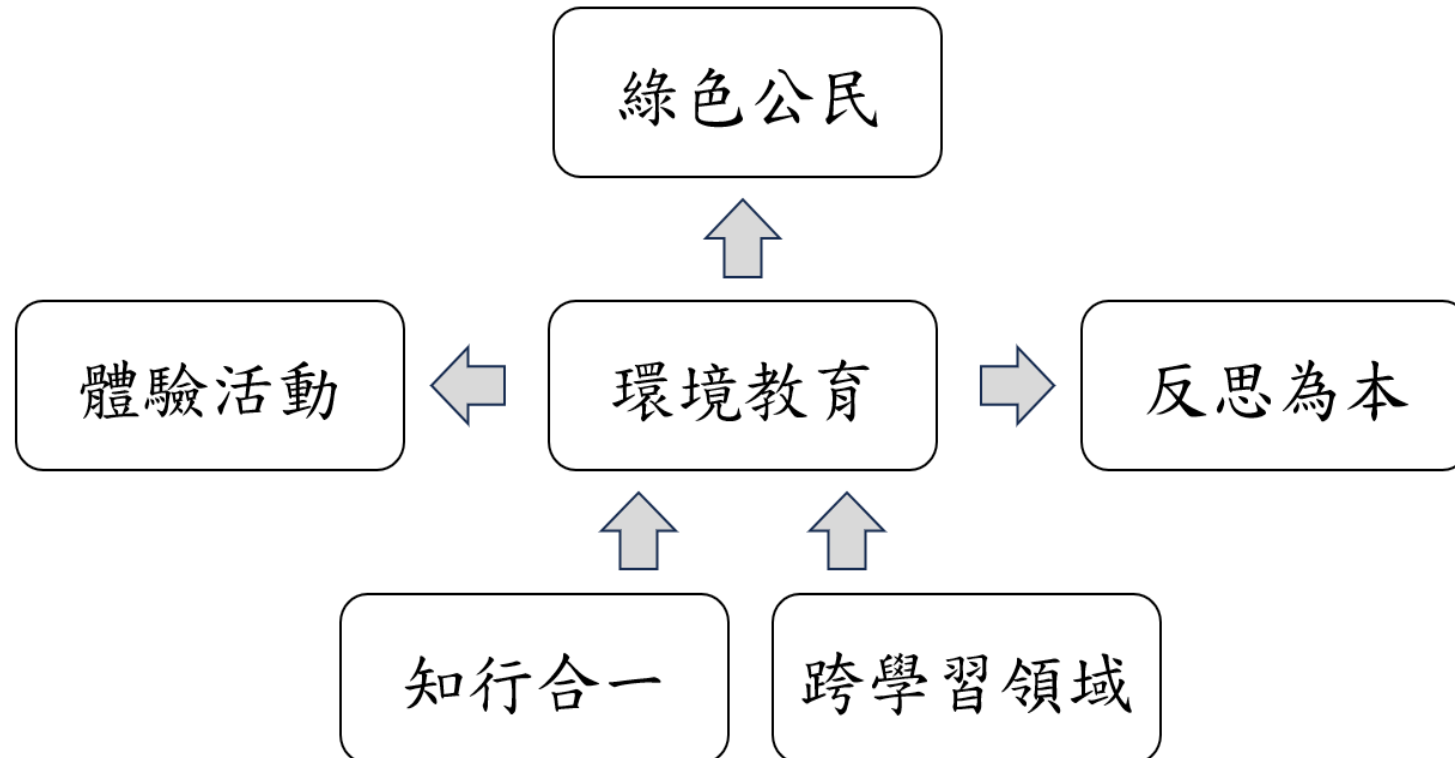 綠色公民
體驗活動
環境教育
反思為本
知行合一
跨學習領域